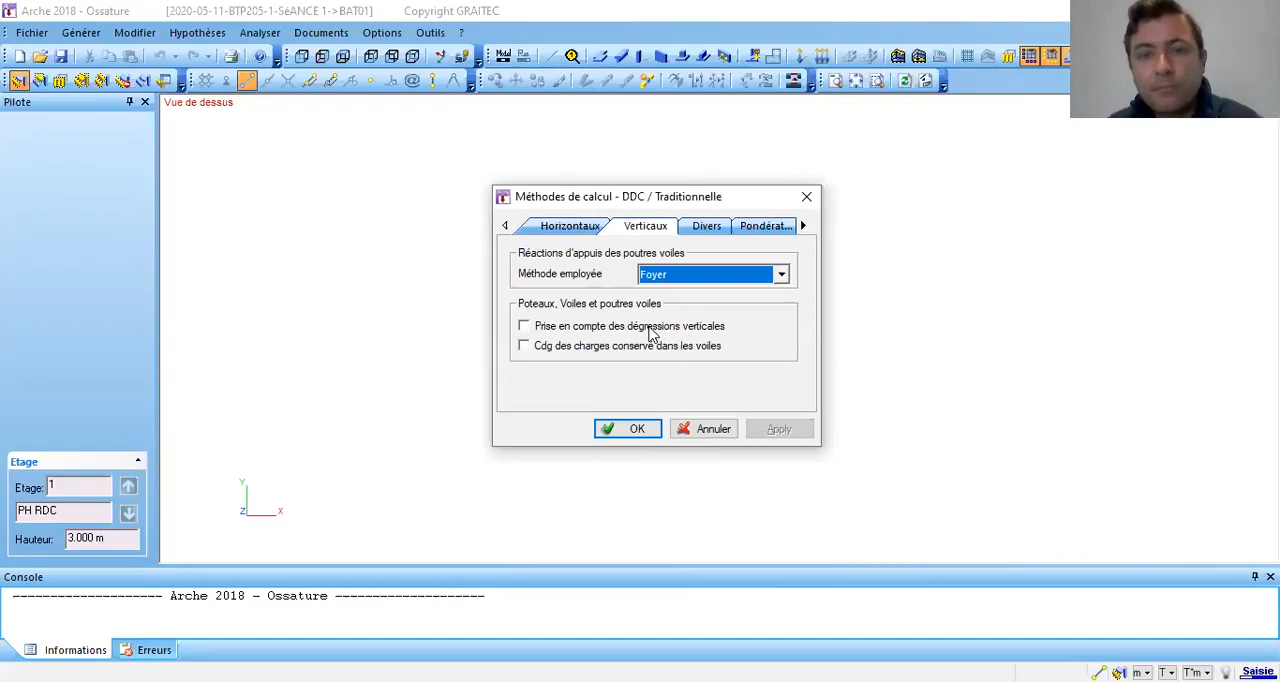 Arche 2018 - Ossature [2020-05-11-BTP205-1-SéANCE 1->BAT01] Copyright GRAITEC
Fichier Générer Modifier Hypothèses Analyser Documents Options Outils ?
Pilote
Vue de dessus
Méthodes de calcul - DDC / Traditionnelle
Horizontaux Verticaux Divers Pondérat...
Réactions d'appuis des poutres voiles
Méthode employée Foyer
Poteaux, Voiles et poutres voiles
Prise en compte des dégressions verticales
Cdg des charges conservé dans les voiles
OK Annuler Apply
Etage
Etage: 1
PH RDC
Hauteur: 3.000 m
Y
Z X
Console
-------------------- Arche 2018 - Ossature --------------------
Informations Erreurs
m T T*m Saisie